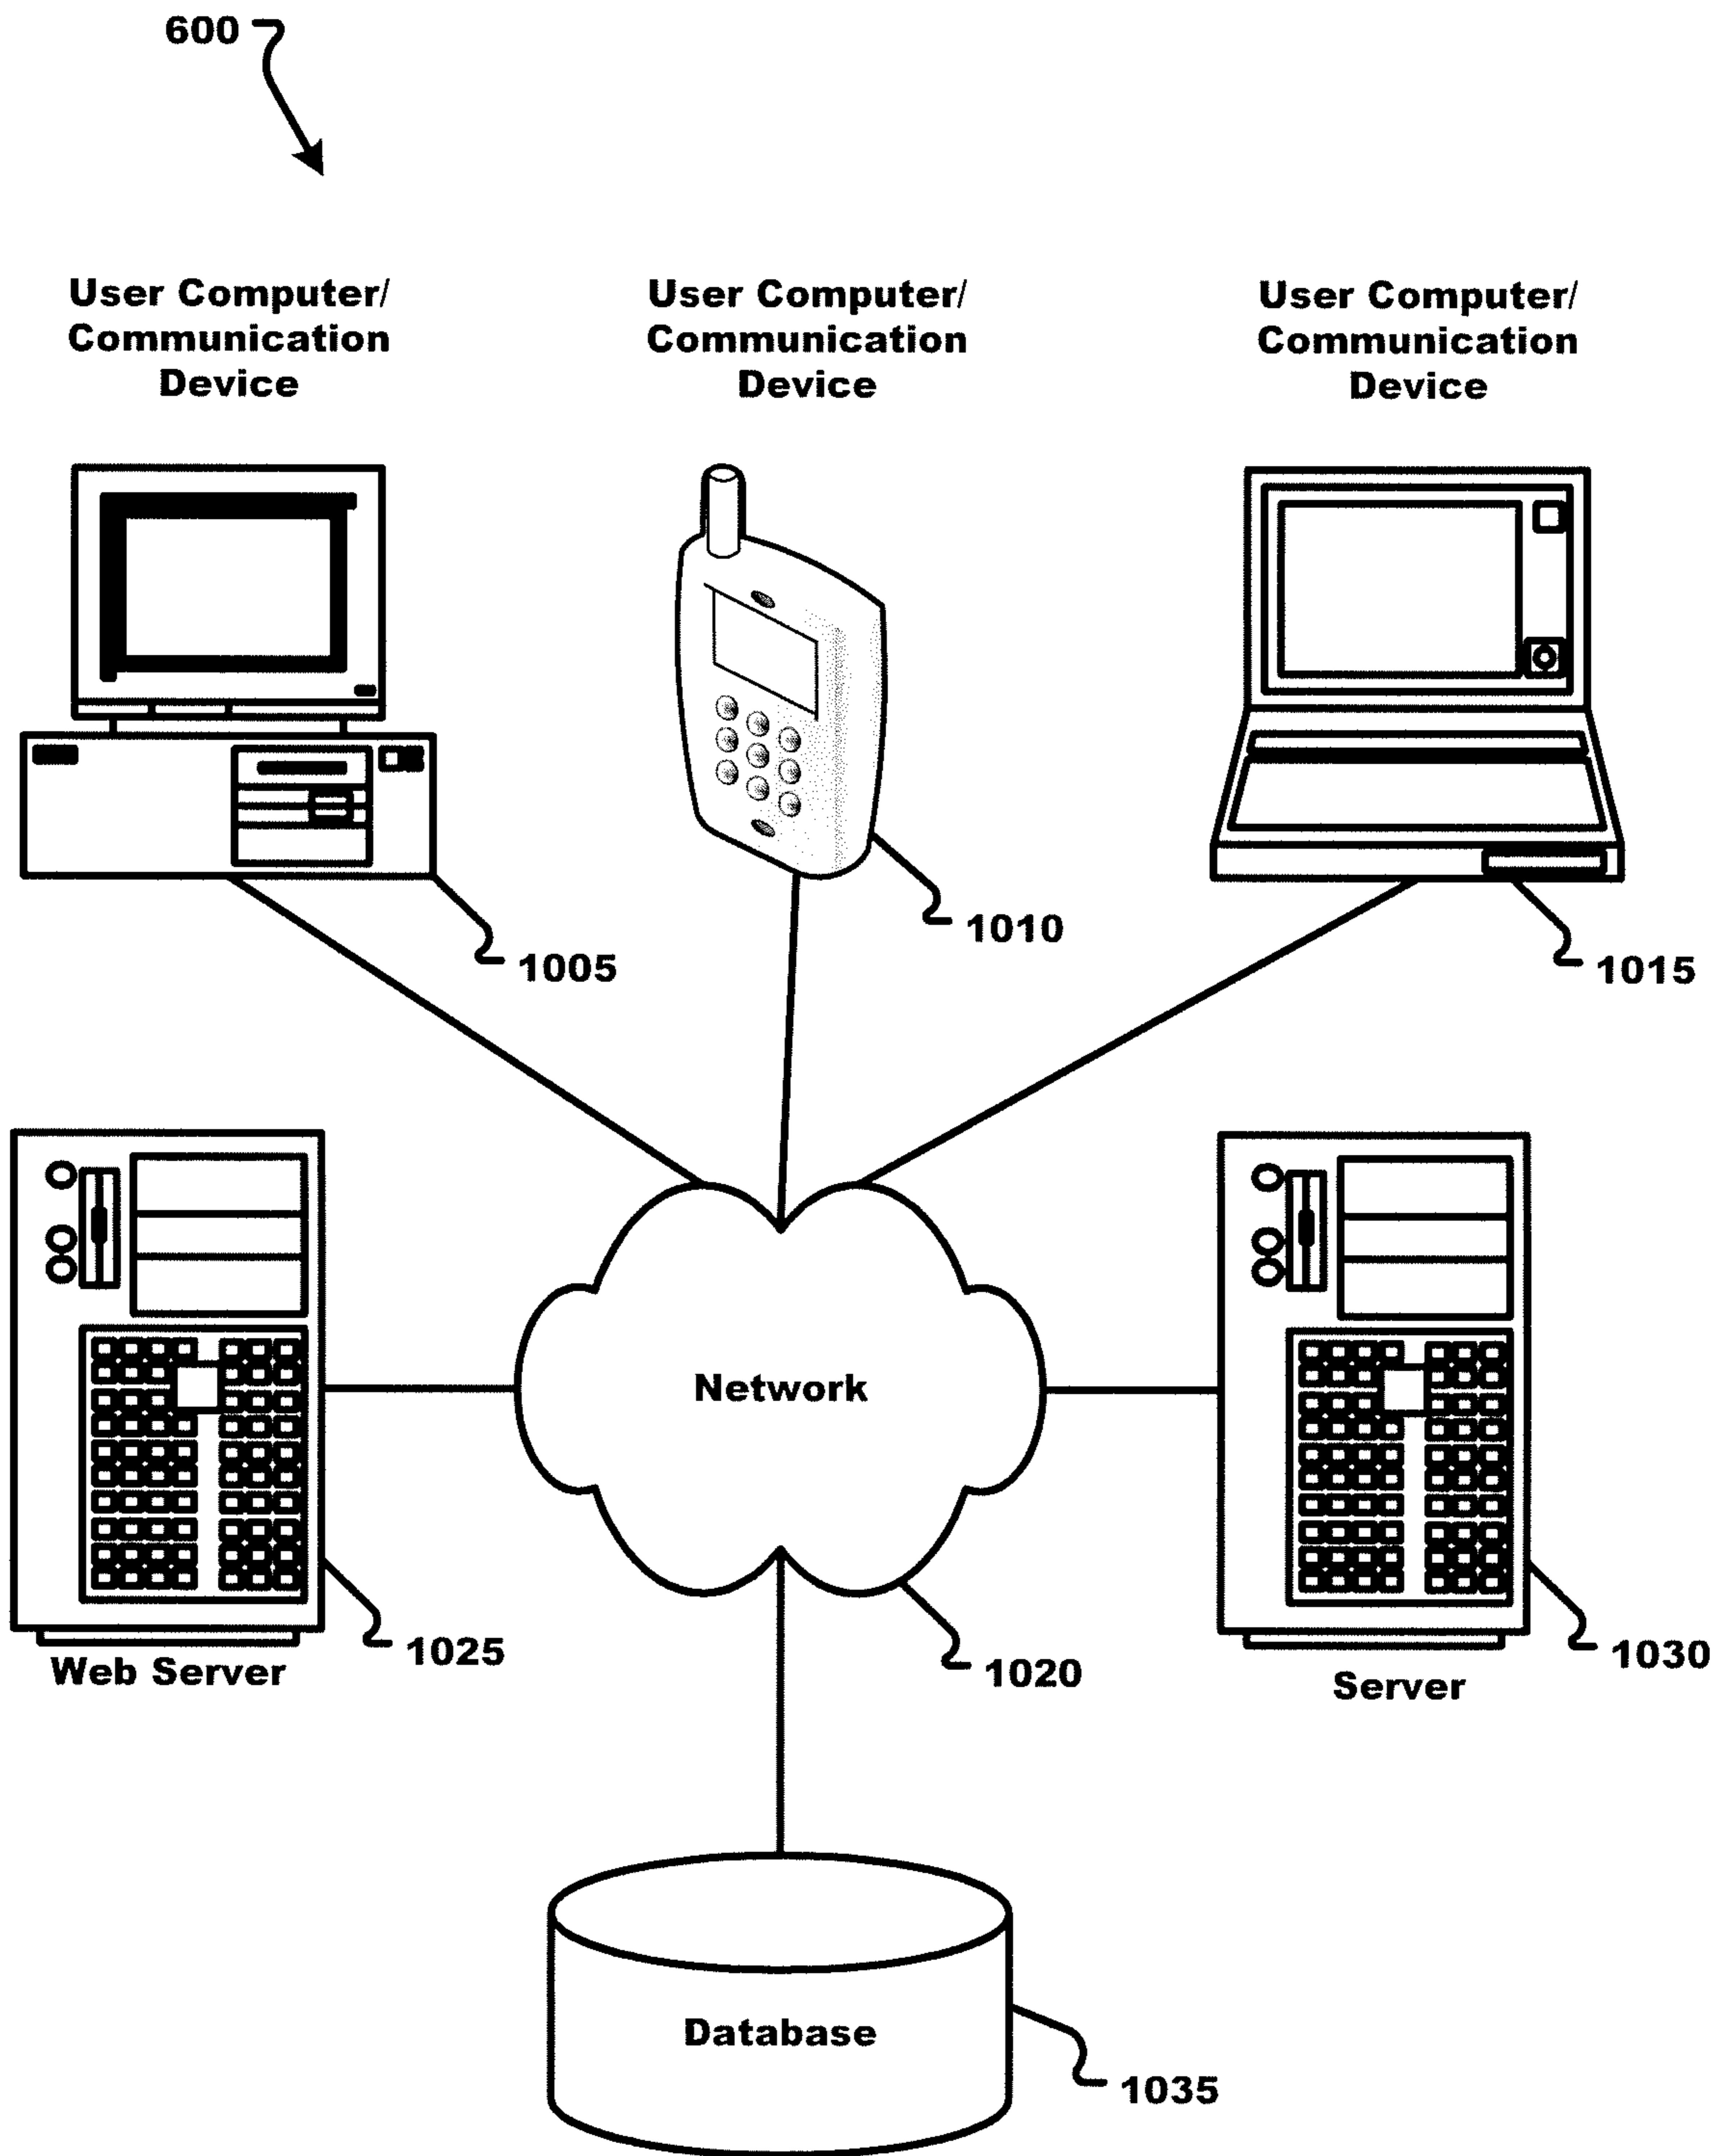 600
User Computer/
Communication
Device
User Computer/
Communication
Device
User Computer/
Communication
Device
1005
1010
1015
Network
Web Server
1025
1020
Server
1030
Database
1035